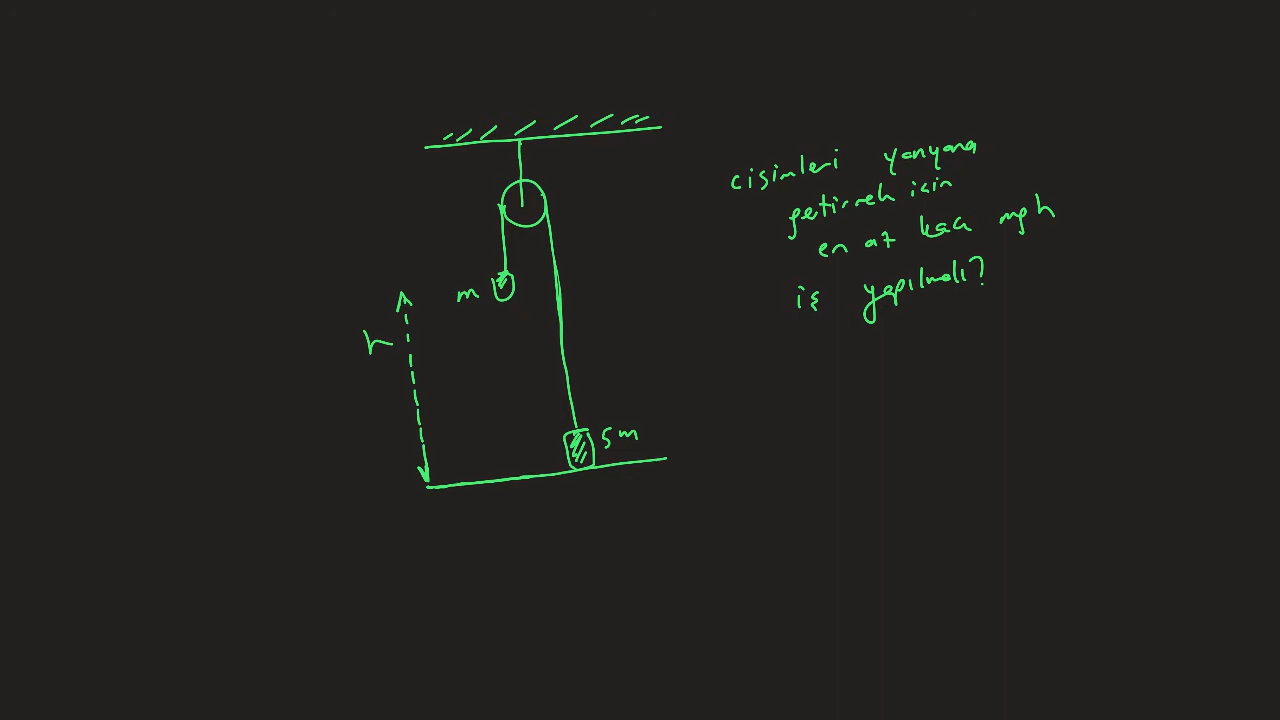 cisimleri yanyana
getirmek için
en az kaç mgh
iş yapılmalı?
m
h
5m